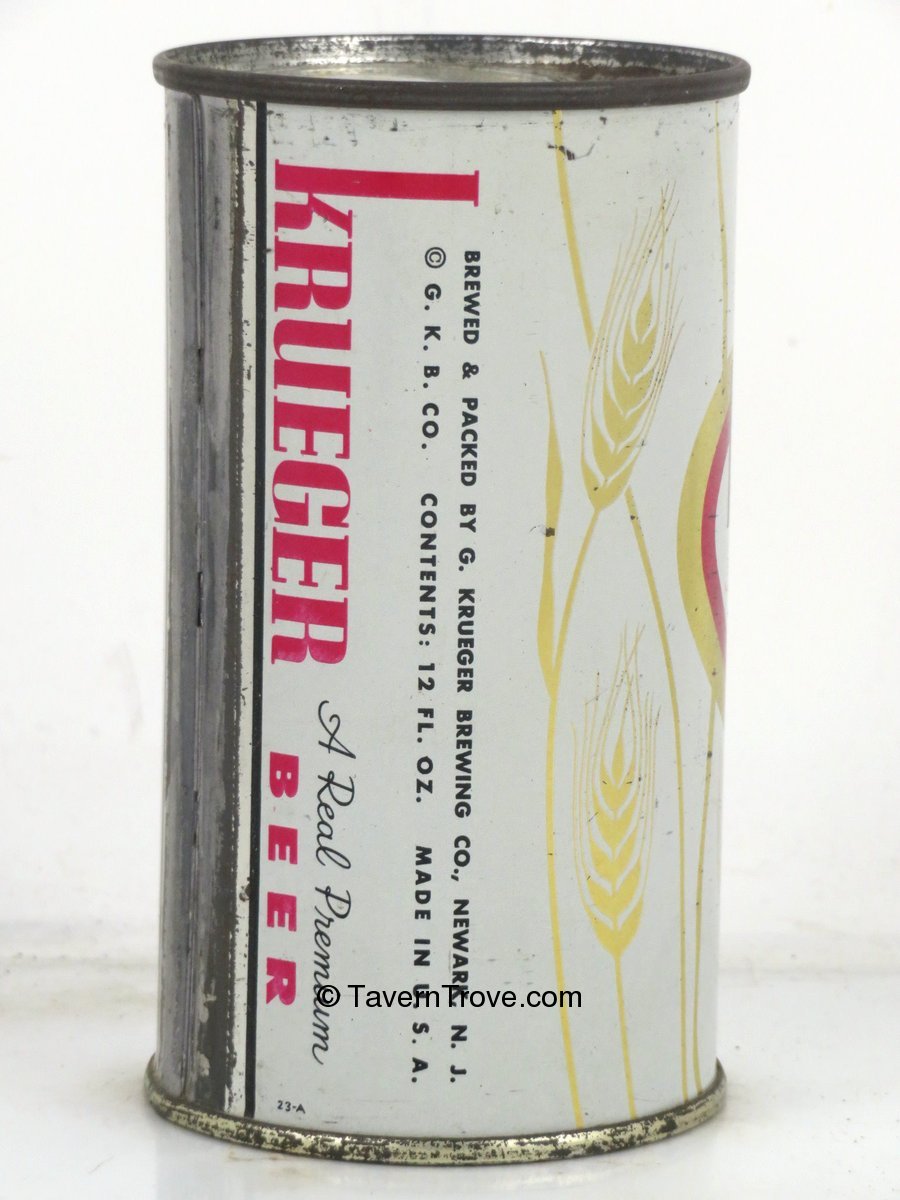 KRUEGER
A Real Premium
BEER
BREWED & PACKED BY G. KRUEGER BREWING CO., NEWARK, N. J.
© G. K. B. CO. CONTENTS: 12 FL. OZ. MADE IN U. S. A.
23-A
© TavernTrove.com